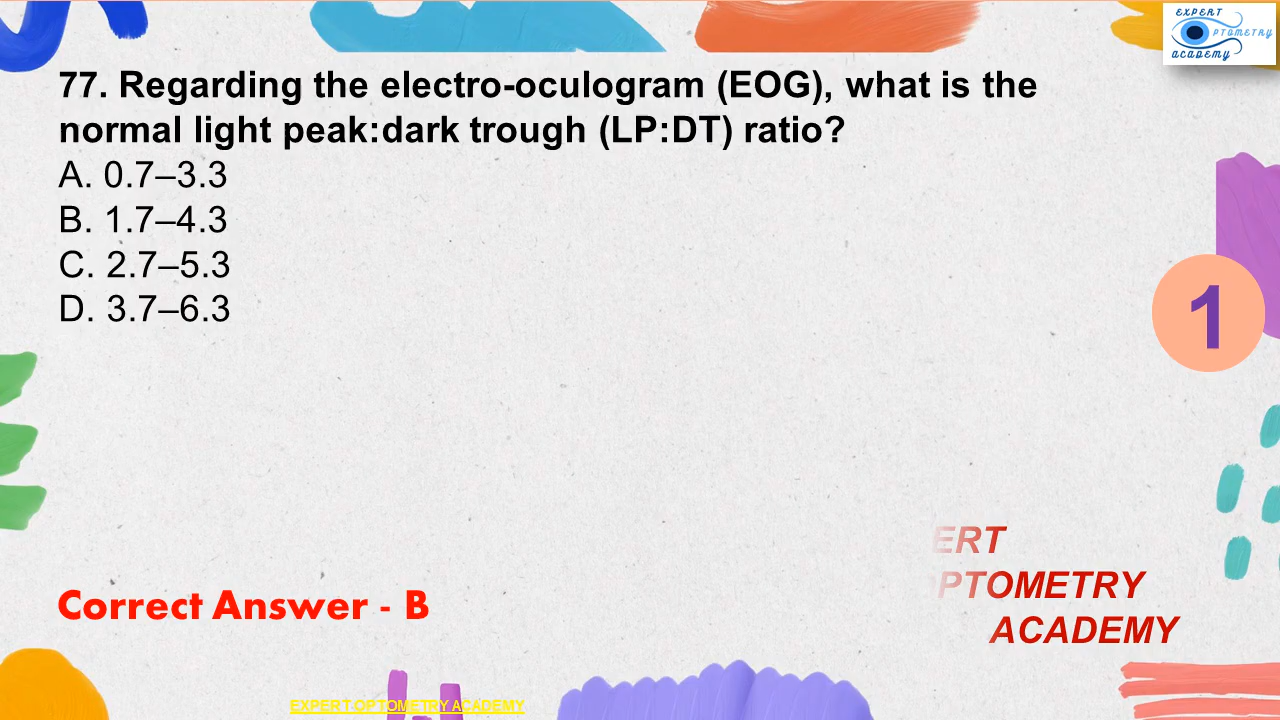 EXPERT
PTOMETRY
academy
77. Regarding the electro-oculogram (EOG), what is the
normal light peak:dark trough (LP:DT) ratio?
A. 0.7–3.3
B. 1.7–4.3
C. 2.7–5.3
D. 3.7–6.3
1
ERT
PTOMETRY
ACADEMY
Correct Answer - B
EXPERT OPTOMETRY ACADEMY